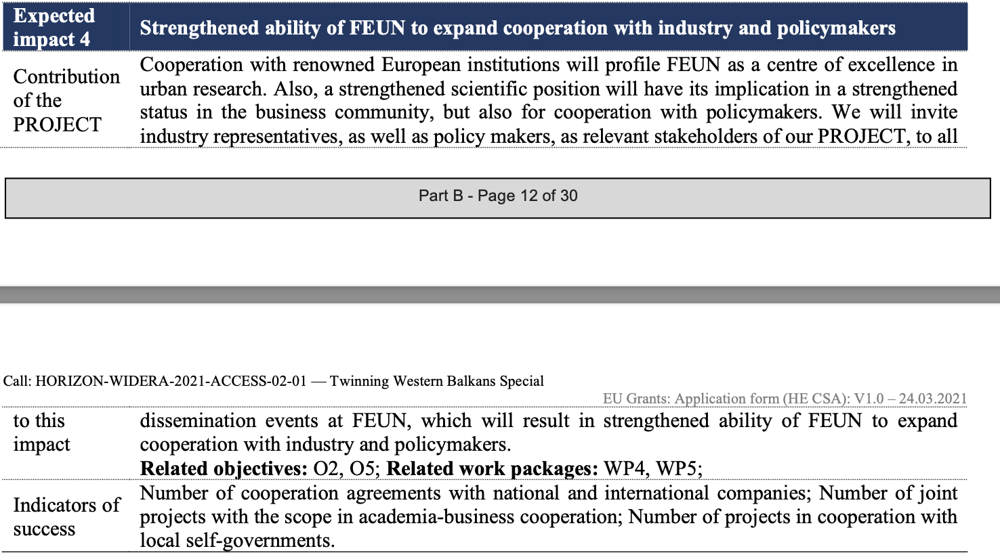 Expected
impact 4
Strengthened ability of FEUN to expand cooperation with industry and policymakers
Contribution
of the
PROJECT
Cooperation with renowned European institutions will profile FEUN as a centre of excellence in
urban research. Also, a strengthened scientific position will have its implication in a strengthened
status in the business community, but also for cooperation with policymakers. We will invite
industry representatives, as well as policy makers, as relevant stakeholders of our PROJECT, to all
Part B - Page 12 of 30
Call: HORIZON-WIDERA-2021-ACCESS-02-01 — Twinning Western Balkans Special
EU Grants: Application form (HE CSA): V1.0 – 24.03.2021
to this
impact
dissemination events at FEUN, which will result in strengthened ability of FEUN to expand
cooperation with industry and policymakers.
Related objectives: O2, O5; Related work packages: WP4, WP5;
Indicators of
success
Number of cooperation agreements with national and international companies; Number of joint
projects with the scope in academia-business cooperation; Number of projects in cooperation with
local self-governments.